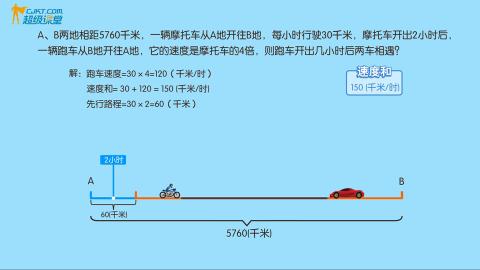 CJKT.COM
超级课堂
A、B两地相距5760千米，一辆摩托车从A地开往B地，每小时行驶30千米，摩托车开出2小时后，
一辆跑车从B地开往A地，它的速度是摩托车的4倍，则跑车开出几小时后两车相遇？
解：跑车速度=30×4=120（千米/时）
速度和=30+120=150（千米/时）
先行路程=30×2=60（千米）
速度和
150（千米/时）
2小时
A
B
60(千米)
5760(千米)